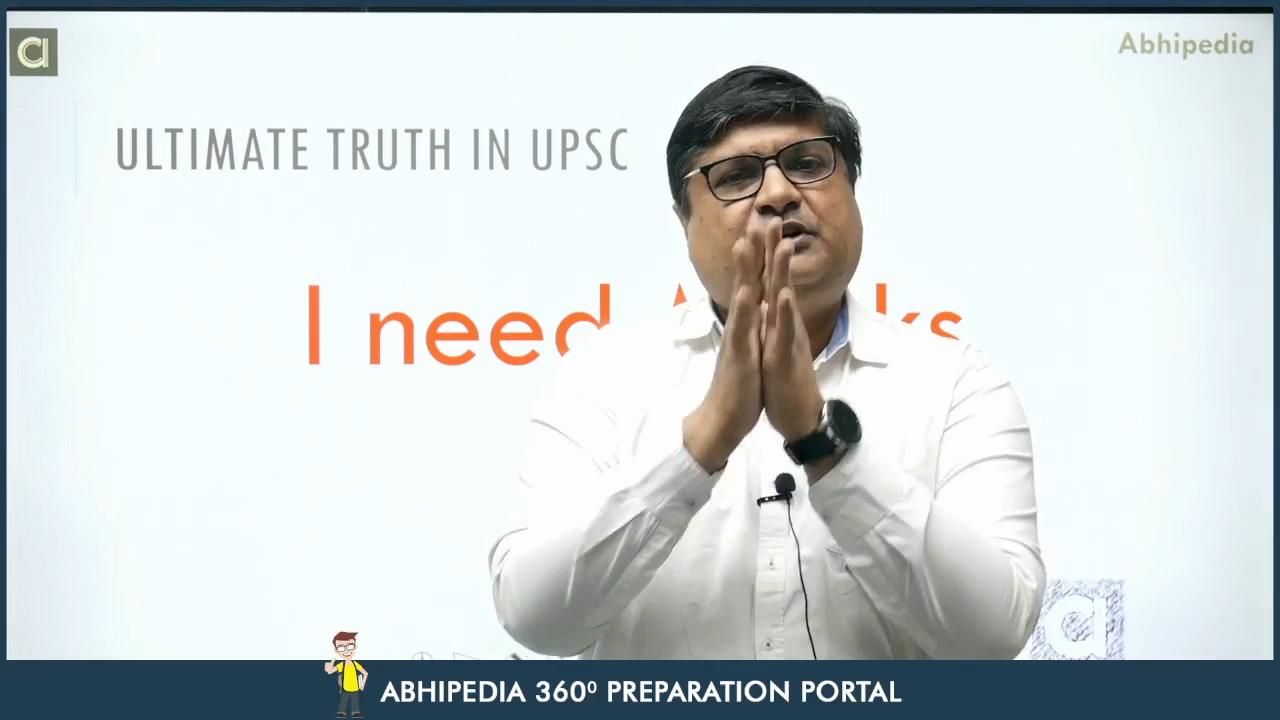 Abhipedia
ULTIMATE TRUTH IN UPSC
I need
ABHIPEDIA 360⁰ PREPARATION PORTAL